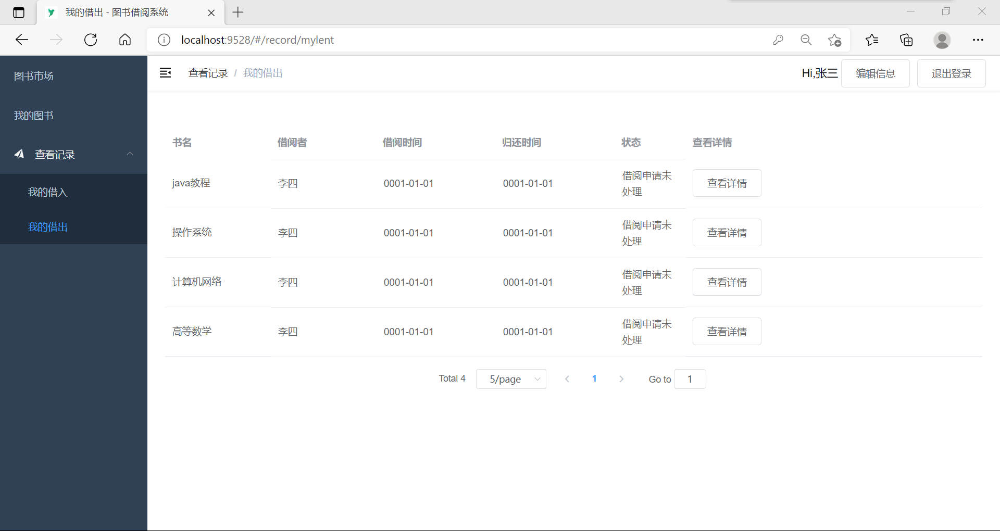 我的借出 - 图书借阅系统
localhost:9528/#/record/mylent
图书市场
我的图书
查看记录
我的借入
我的借出
查看记录 / 我的借出
Hi,张三 编辑信息 退出登录
书名 借阅者 借阅时间 归还时间 状态 查看详情
java教程 李四 0001-01-01 0001-01-01 借阅申请未
处理 查看详情
操作系统 李四 0001-01-01 0001-01-01 借阅申请未
处理 查看详情
计算机网络 李四 0001-01-01 0001-01-01 借阅申请未
处理 查看详情
高等数学 李四 0001-01-01 0001-01-01 借阅申请未
处理 查看详情
Total 4 5/page 1 Go to 1